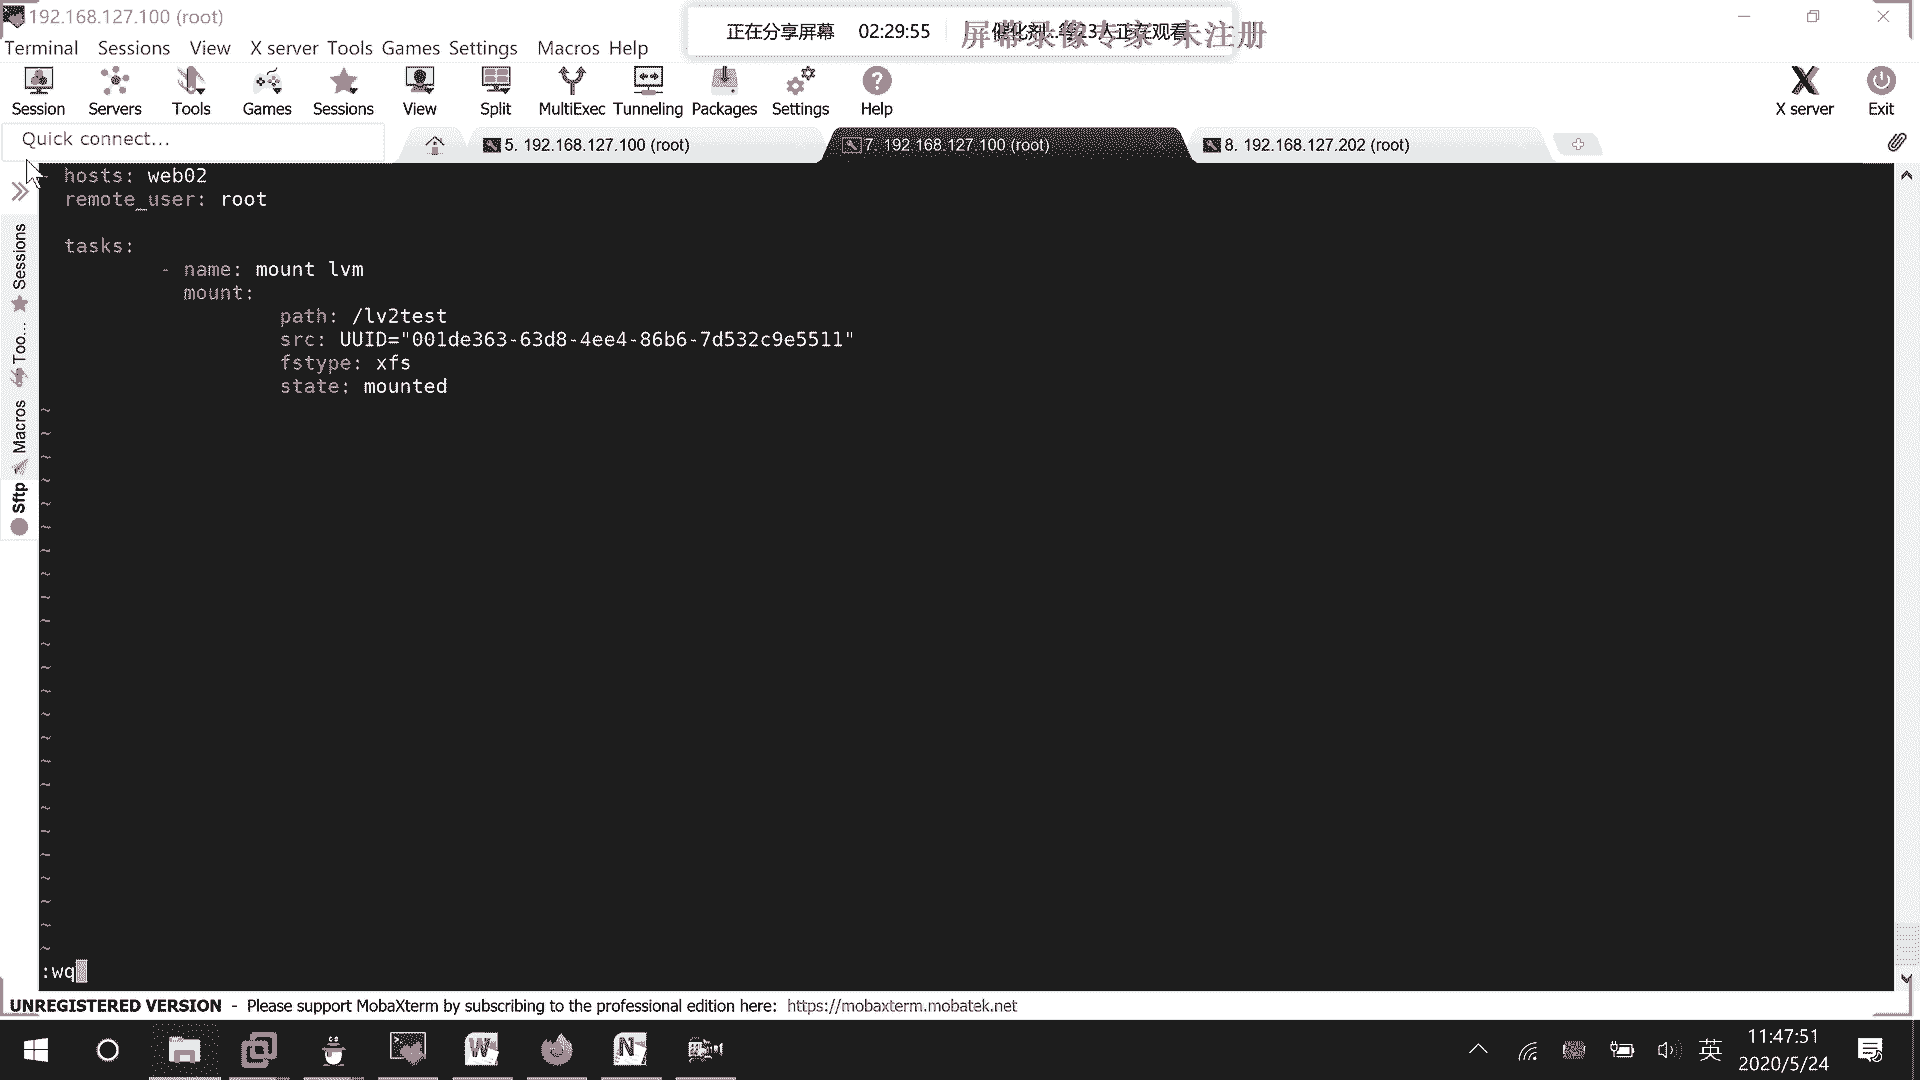 192.168.127.100 (root)
正在分享屏幕 02:29:55
屏幕录像专家 未注册
Terminal Sessions View X server Tools Games Settings Macros Help
Session Servers Tools Games Sessions View Split MultiExec Tunneling Packages Settings Help X server Exit
Quick connect...
5. 192.168.127.100 (root)
7. 192.168.127.100 (root)
8. 192.168.127.202 (root)
Sessions
Too...
Macros
Sftp
- hosts: web02
remote_user: root
tasks:
- name: mount lvm
mount:
path: /lv2test
src: UUID="001de363-63d8-4ee4-86b6-7d532c9e5511"
fstype: xfs
state: mounted
:wq
UNREGISTERED VERSION - Please support MobaXterm by subscribing to the professional edition here: https://mobaxterm.mobatek.net
英
11:47:51
2020/5/24